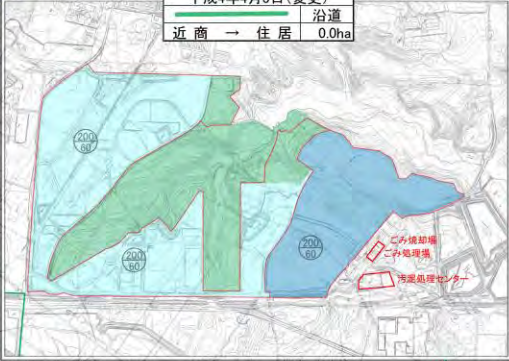 平成4年4月3日(変更)
沿道
近商 → 住居 0.0ha
200
60
200
60
200
60
ごみ焼却場
ごみ処理場
汚泥処理センター